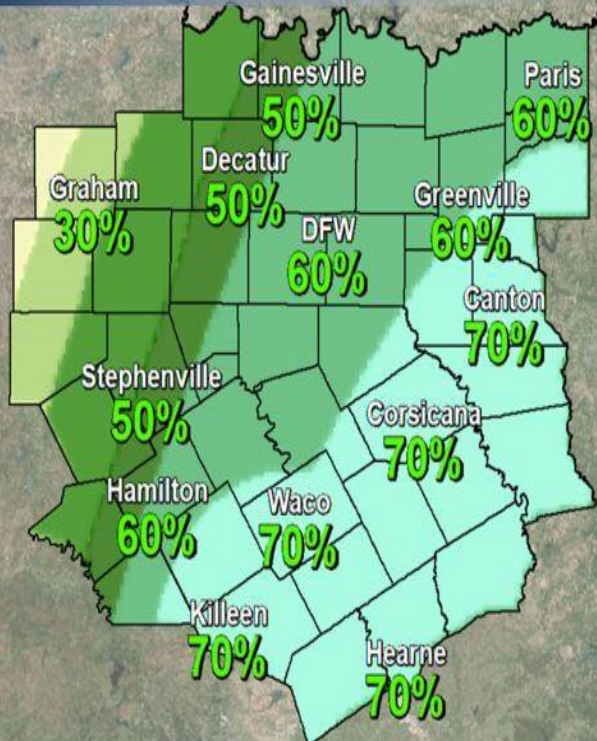 Gainesville
50%
Paris
60%
Decatur
50%
Graham
30%
Greenville
60%
DFW
60%
Canton
70%
Stephenville
50%
Corsicana
70%
Hamilton
60%
Waco
70%
Killeen
70%
Hearne
70%